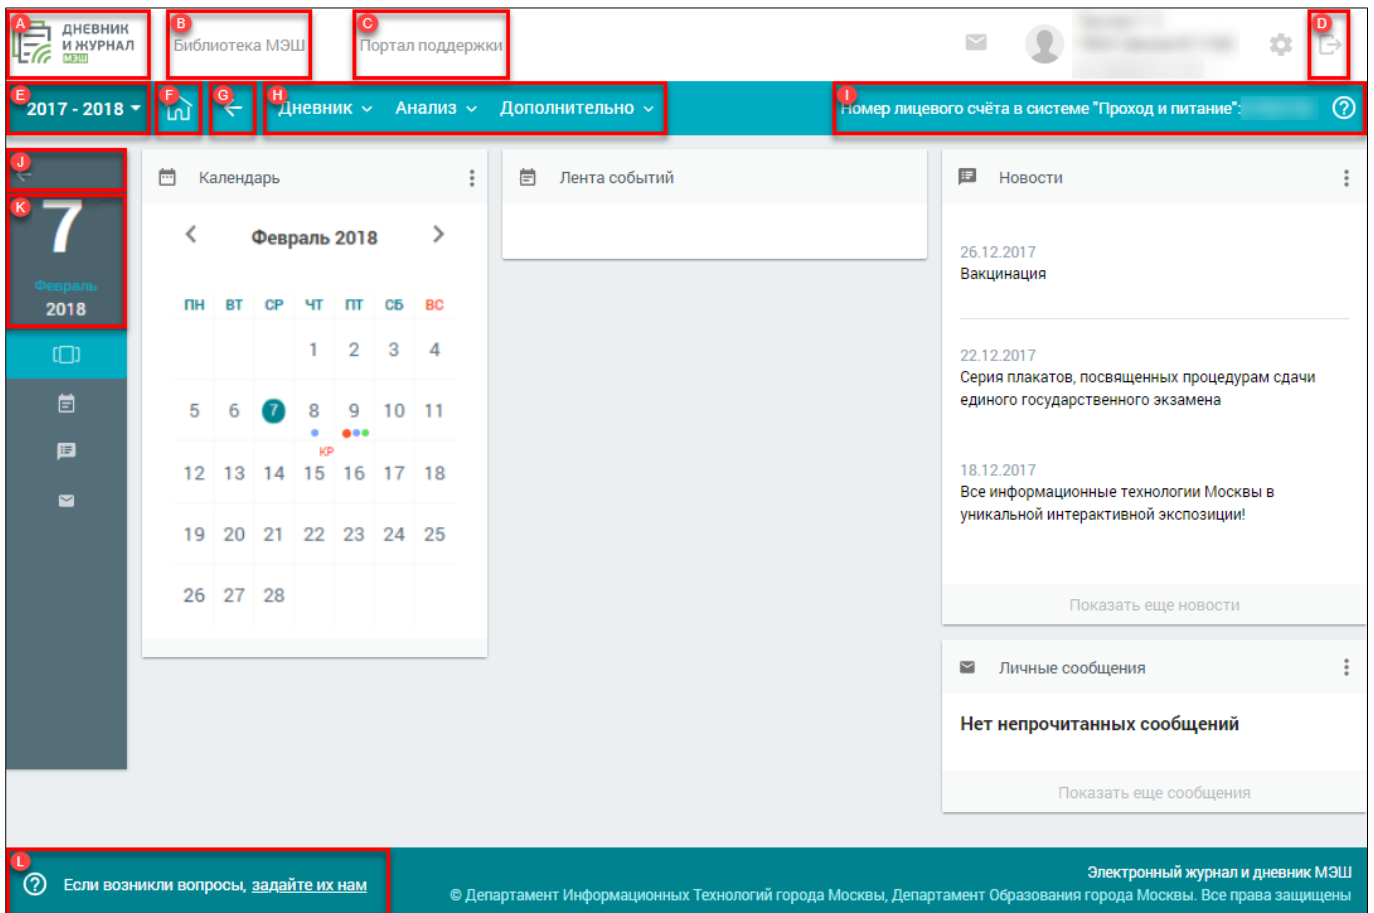 A
ДНЕВНИК
И ЖУРНАЛ
МЭШ
B
Библиотека МЭШ
C
Портал поддержки
D
E
2017 - 2018
F
G
H
Дневник
Анализ
Дополнительно
I
Номер лицевого счёта в системе "Проход и питание":
J
K
7
Февраль
2018
Календарь
Февраль 2018
ПН ВТ СР ЧТ ПТ СБ ВС
1 2 3 4
5 6 7 8 9 10 11
КР
12 13 14 15 16 17 18
19 20 21 22 23 24 25
26 27 28
Лента событий
Новости
26.12.2017
Вакцинация
22.12.2017
Серия плакатов, посвященных процедурам сдачи
единого государственного экзамена
18.12.2017
Все информационные технологии Москвы в
уникальной интерактивной экспозиции!
Показать еще новости
Личные сообщения
Нет непрочитанных сообщений
Показать еще сообщения
L
Если возникли вопросы, задайте их нам
Электронный журнал и дневник МЭШ
© Департамент Информационных Технологий города Москвы, Департамент Образования города Москвы. Все права защищены